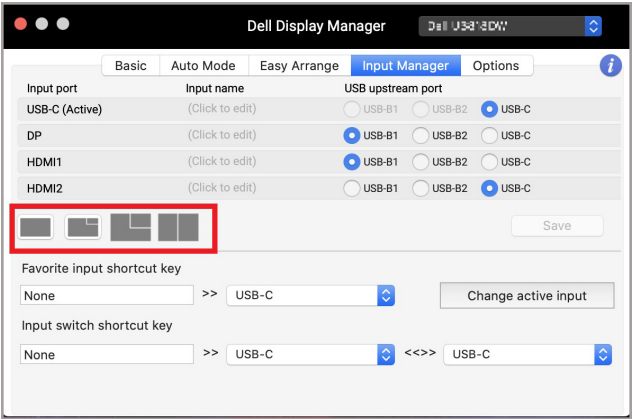 Dell Display Manager
Basic Auto Mode Easy Arrange Input Manager Options i
Input port Input name USB upstream port
USB-C (Active) (Click to edit) USB-B1 USB-B2 USB-C
DP (Click to edit) USB-B1 USB-B2 USB-C
HDMI1 (Click to edit) USB-B1 USB-B2 USB-C
HDMI2 (Click to edit) USB-B1 USB-B2 USB-C
Save
Favorite input shortcut key
None >> USB-C Change active input
Input switch shortcut key
None >> USB-C <<>> USB-C